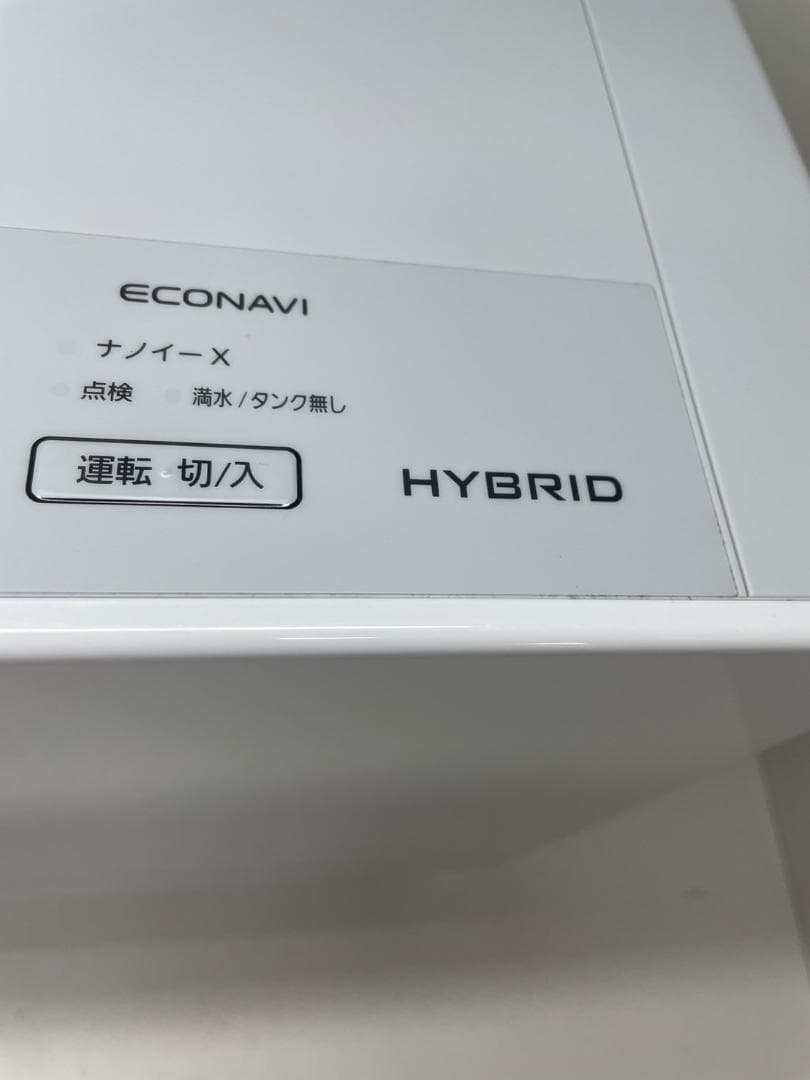 ECONAVI
ナノイー X
点検 満水/タンク無し
運転 切/入
HYBRID